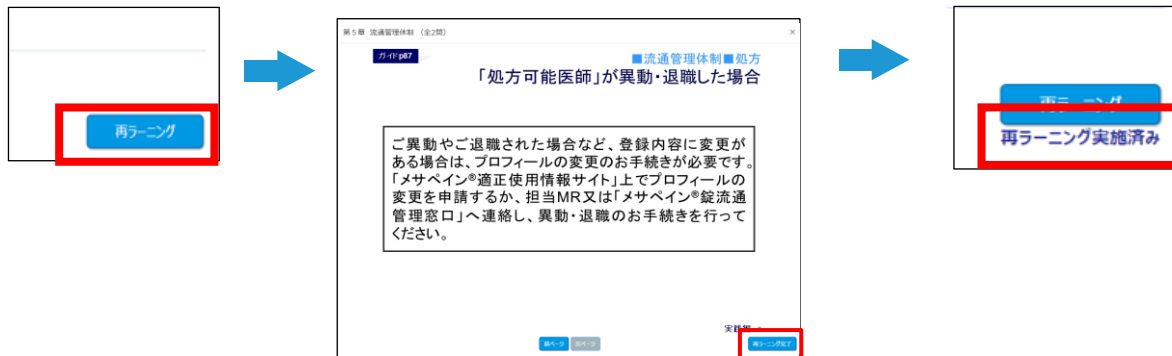 再ラーニング
第5章 流通管理体制 (全2問)
×
ガイドp87
■流通管理体制■処方
「処方可能医師」が異動・退職した場合
ご異動やご退職された場合など、登録内容に変更が
ある場合は、プロフィールの変更のお手続きが必要です。
「メサペイン®適正使用情報サイト」上でプロフィールの
変更を申請するか、担当MR又は「メサペイン®錠流通
管理窓口」へ連絡し、異動・退職のお手続きを行って
ください。
前ページ
次ページ
再ラーニング完了
再ラーニング
再ラーニング実施済み